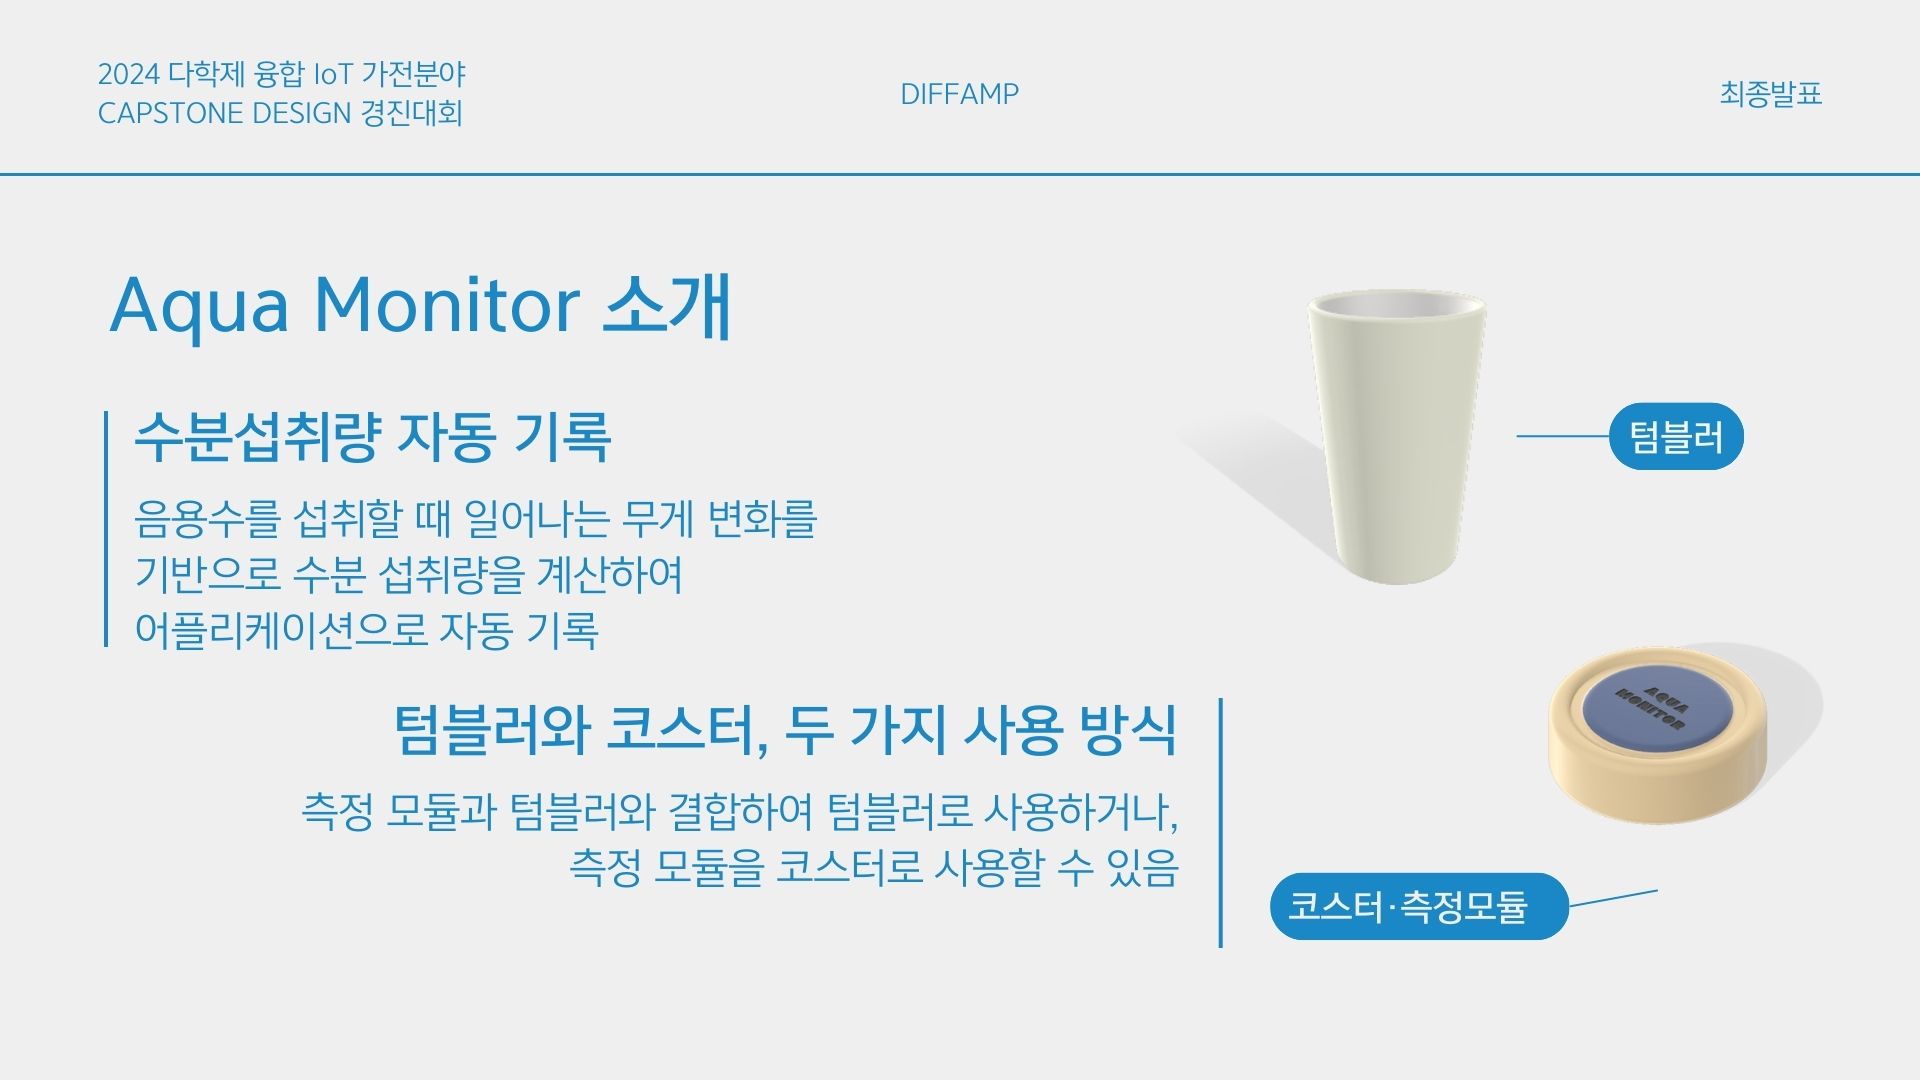 2024 다학제 융합 IoT 가전분야
CAPSTONE DESIGN 경진대회
DIFFAMP
최종발표
Aqua Monitor 소개
수분섭취량 자동 기록
음용수를 섭취할 때 일어나는 무게 변화를
기반으로 수분 섭취량을 계산하여
어플리케이션으로 자동 기록
텀블러
AQUA
MONITOR
텀블러와 코스터, 두 가지 사용 방식
측정 모듈과 텀블러와 결합하여 텀블러로 사용하거나,
측정 모듈을 코스터로 사용할 수 있음
코스터·측정모듈